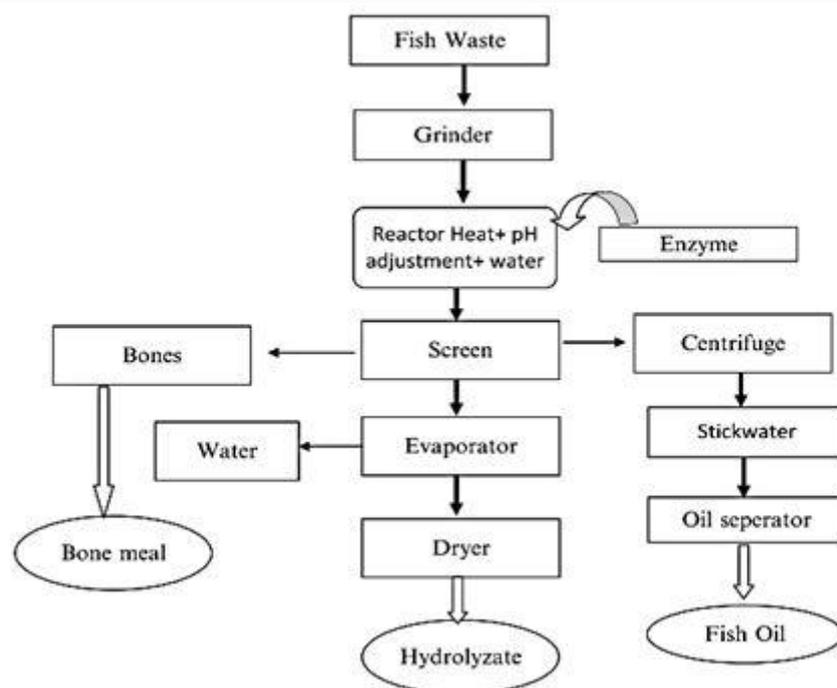 Fish Waste
Grinder
Reactor Heat+ pH
adjustment+ water
Enzyme
Bones
Screen
Centrifuge
Water
Evaporator
Stickwater
Bone meal
Dryer
Oil seperator
Hydrolyzate
Fish Oil